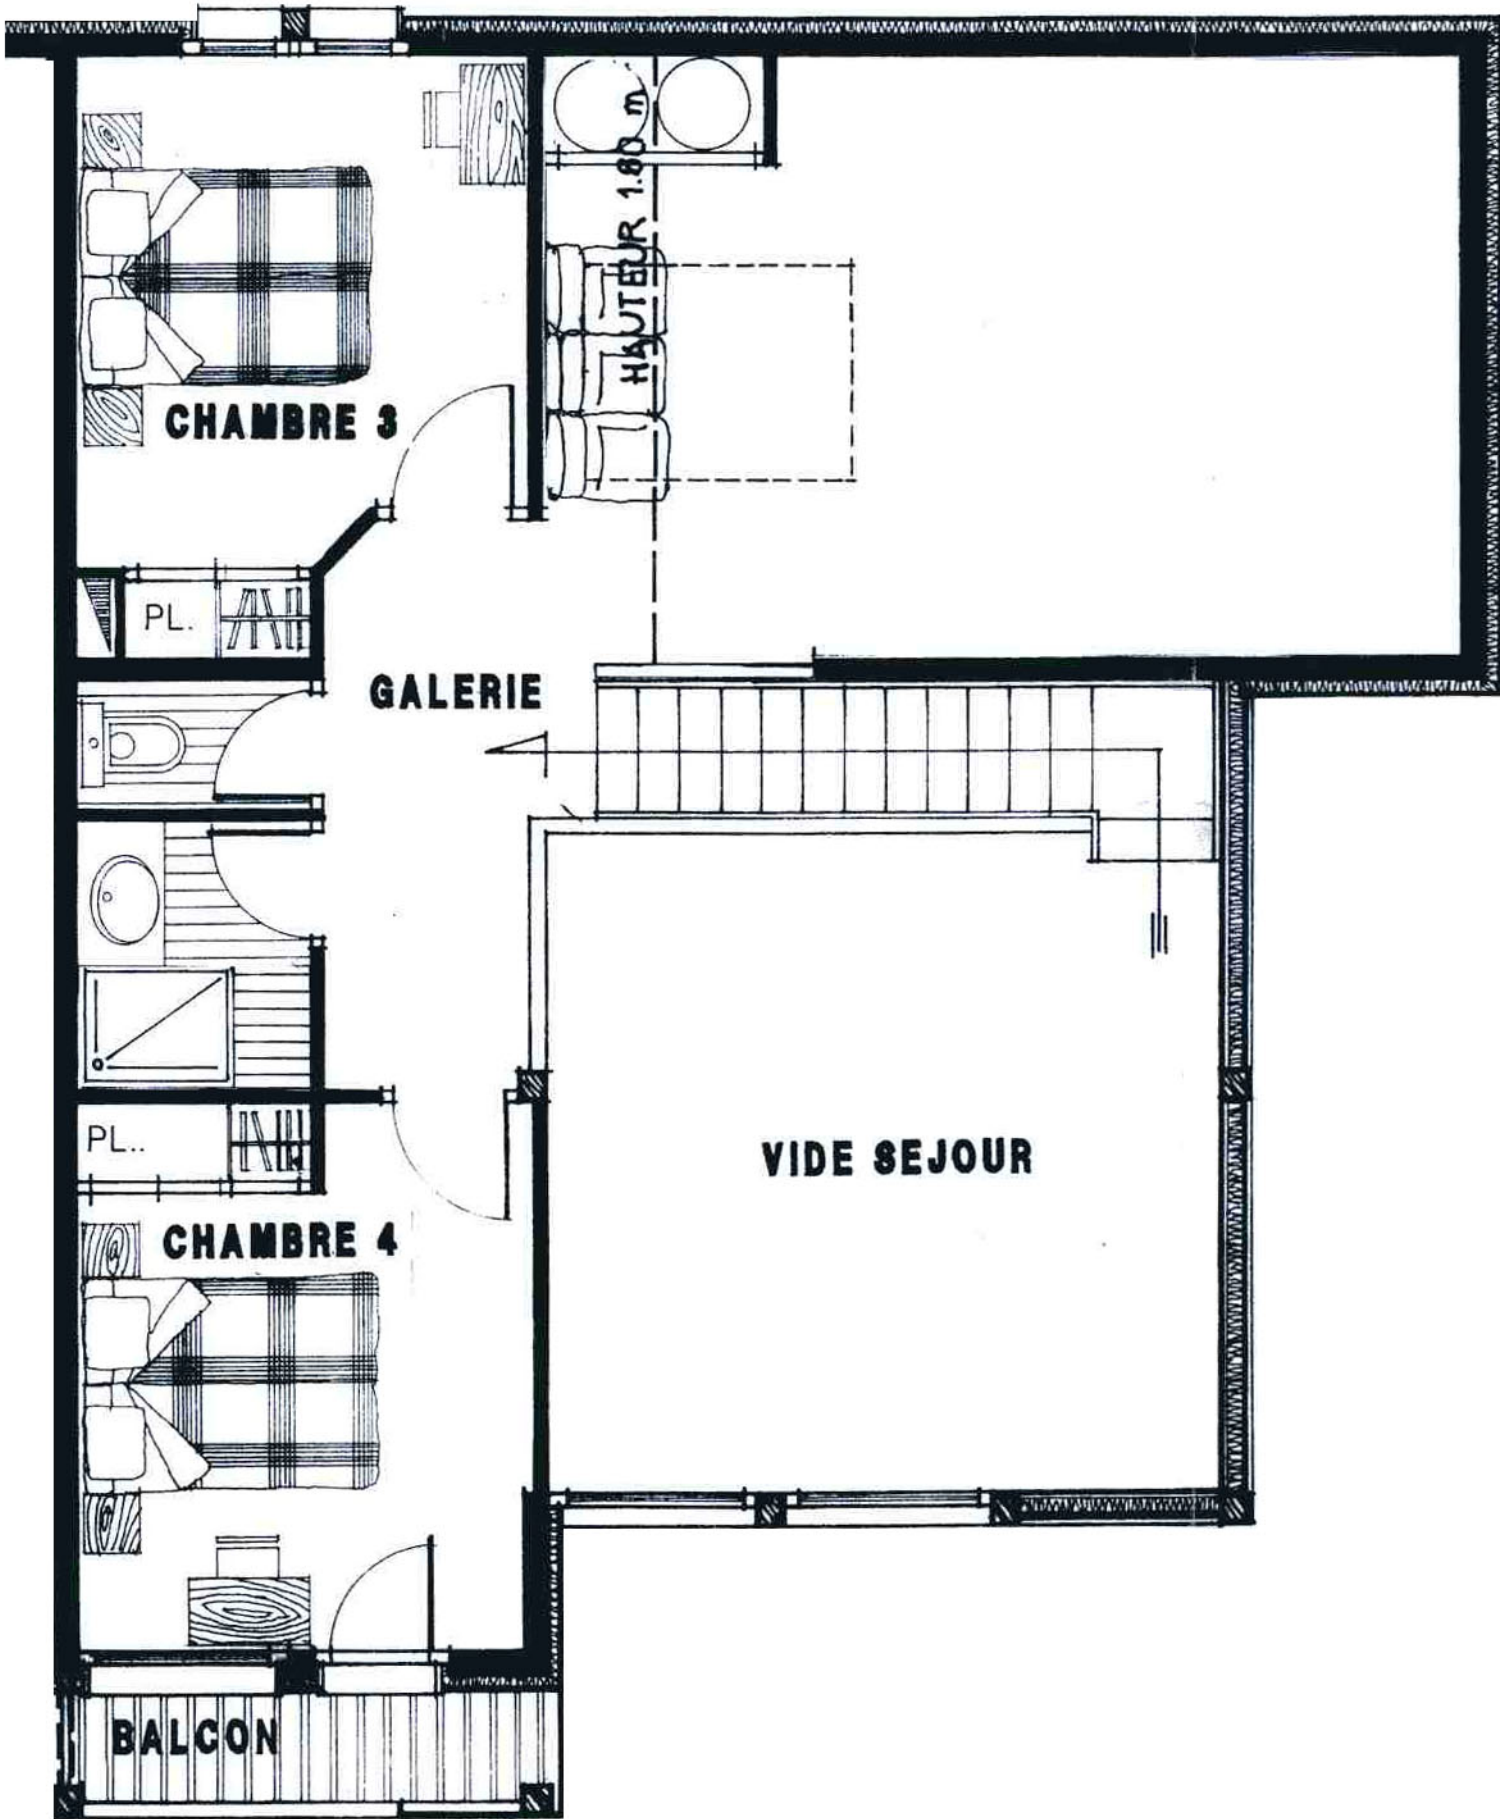 HAUTEUR 1.80 m
CHAMBRE 3
PL.
GALERIE
PL..
VIDE SEJOUR
CHAMBRE 4
BALCON